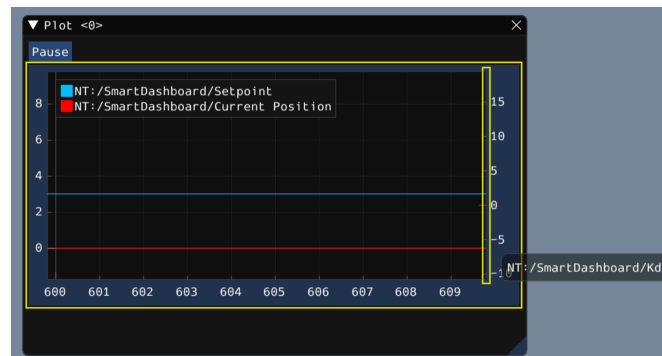 ▼ Plot <0>
Pause
NT:/SmartDashboard/Setpoint
NT:/SmartDashboard/Current Position
8
6
4
2
0
15
10
5
0
-5
-10
NT:/SmartDashboard/Kd
600 601 602 603 604 605 606 607 608 609